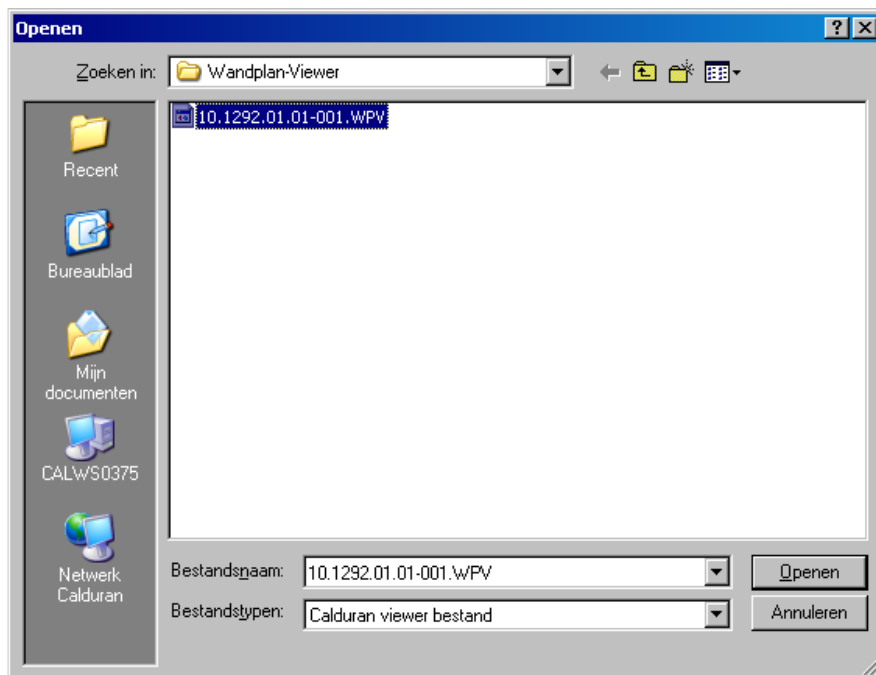 Openen
Zoeken in:
Wandplan-Viewer
10.1292.01.01-001.WPV
Recent
Bureaublad
Mijn
documenten
CALWS0375
Netwerk
Calduran
Bestandsnaam:
10.1292.01.01-001.WPV
Openen
Bestandstypen:
Calduran viewer bestand
Annuleren